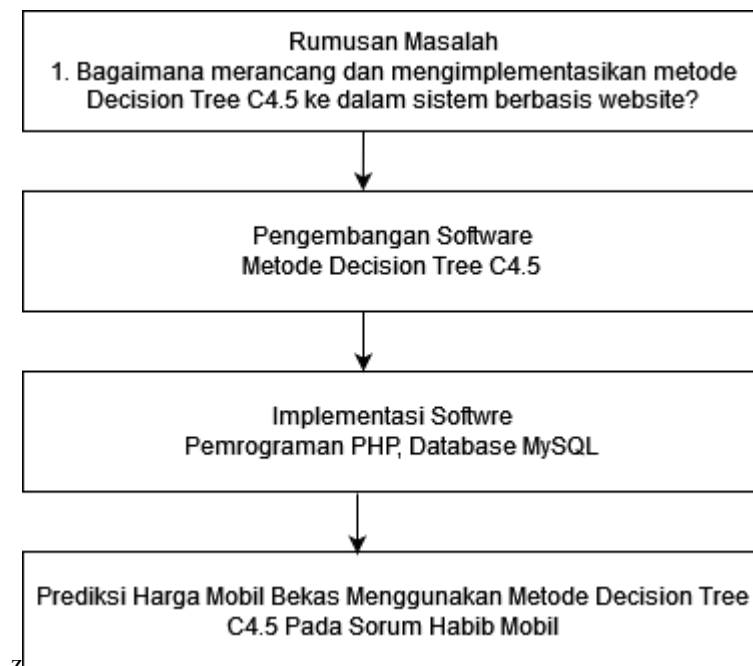 Rumusan Masalah
1. Bagaimana merancang dan mengimplementasikan metode
Decision Tree C4.5 ke dalam sistem berbasis website?
Pengembangan Software
Metode Decision Tree C4.5
Implementasi Softwre
Pemrograman PHP, Database MySQL
Prediksi Harga Mobil Bekas Menggunakan Metode Decision Tree
C4.5 Pada Sorum Habib Mobil
z